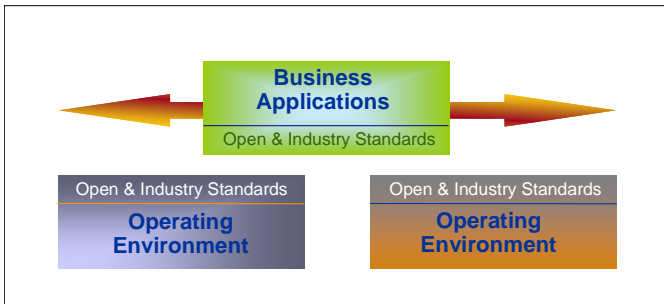 Business
Applications
Open & Industry Standards
Open & Industry Standards
Operating
Environment
Open & Industry Standards
Operating
Environment